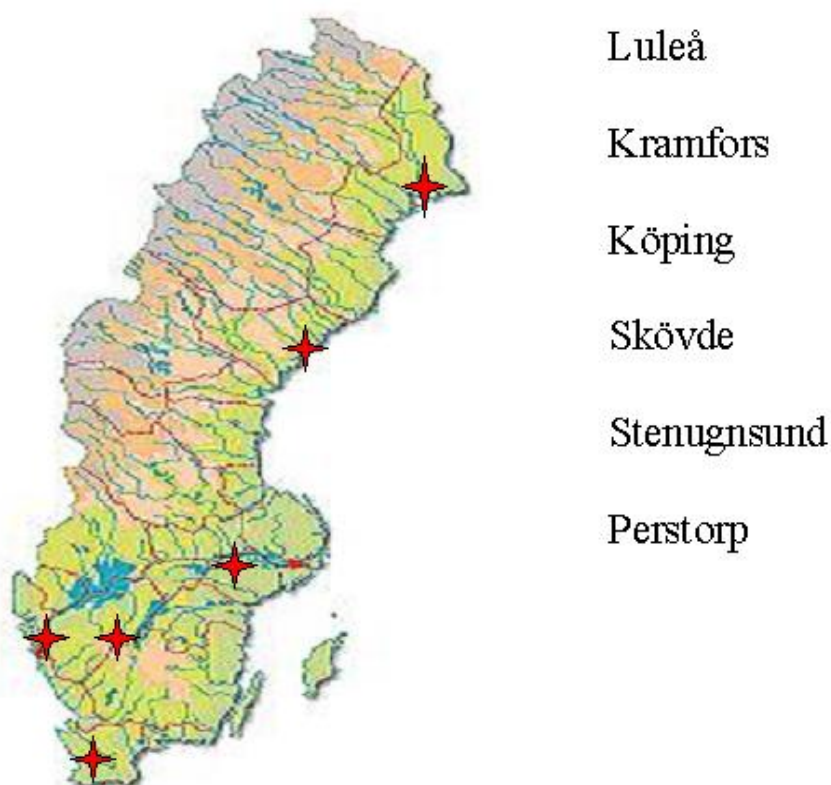 Luleå
Kramfors
Köping
Skövde
Stenugnsund
Perstorp